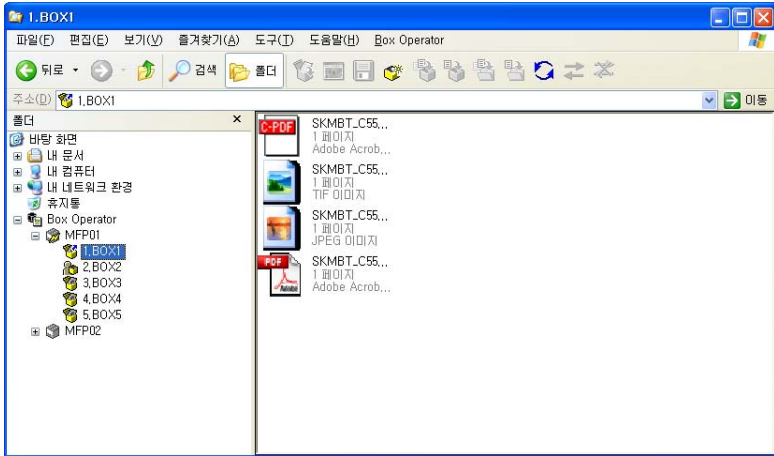 1.BOX1
파일(F) 편집(E) 보기(V) 즐겨찾기(A) 도구(T) 도움말(H) Box Operator
뒤로 검색 폴더
주소(D) 1.BOX1 이동
폴더
바탕 화면
내 문서
내 컴퓨터
내 네트워크 환경
휴지통
Box Operator
MFP01
1.BOX1
2.BOX2
3.BOX3
4.BOX4
5.BOX5
MFP02
C-PDF
SKMBT_C55...
1 페이지
Adobe Acrob...
SKMBT_C55...
1 페이지
TIF 이미지
SKMBT_C55...
1 페이지
JPEG 이미지
PDF
Adobe
SKMBT_C55...
1 페이지
Adobe Acrob...